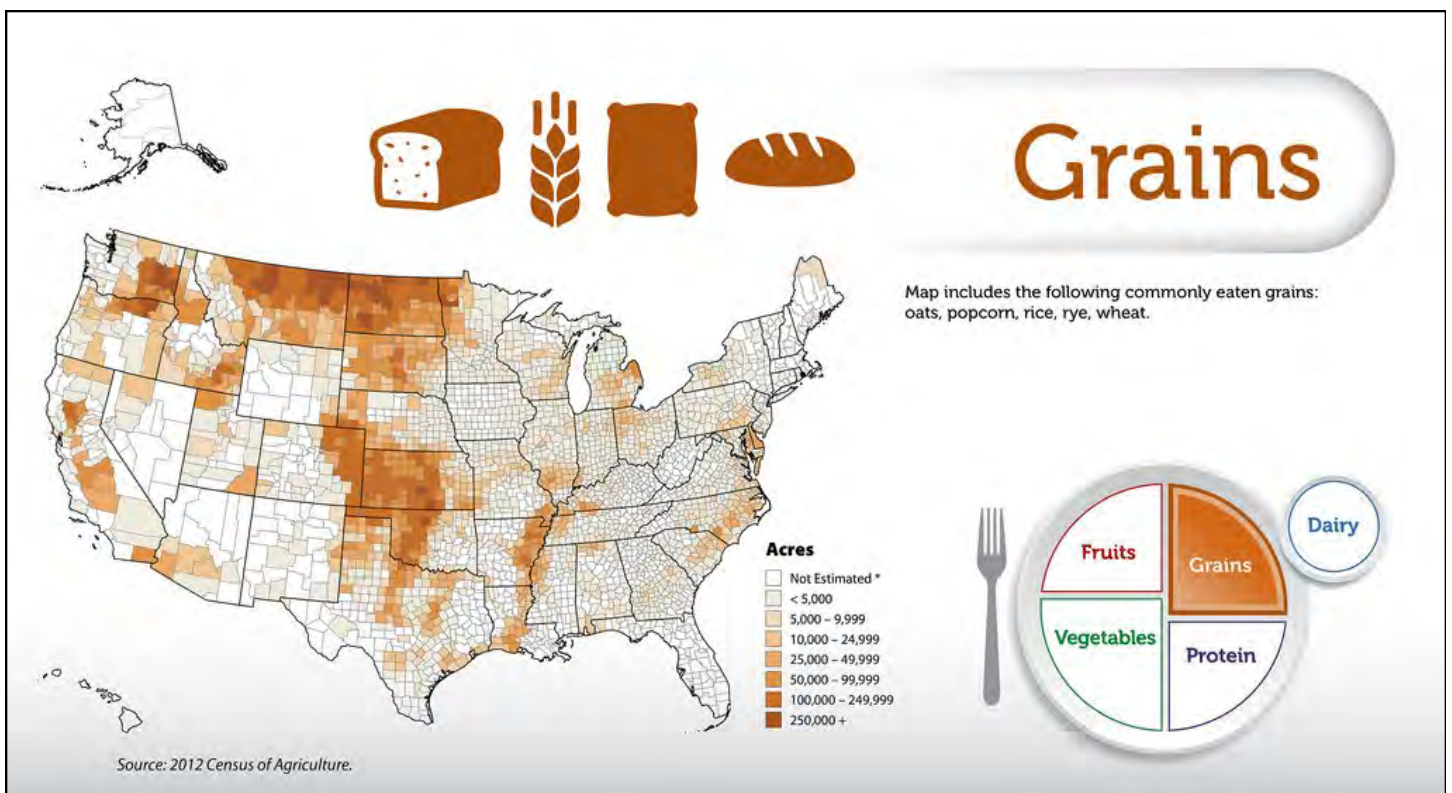 Grains
Map includes the following commonly eaten grains:
oats, popcorn, rice, rye, wheat.
Acres
Not Estimated *
< 5,000
5,000 – 9,999
10,000 – 24,999
25,000 – 49,999
50,000 – 99,999
100,000 – 249,999
250,000 +
Fruits
Grains
Dairy
Vegetables
Protein
Source: 2012 Census of Agriculture.